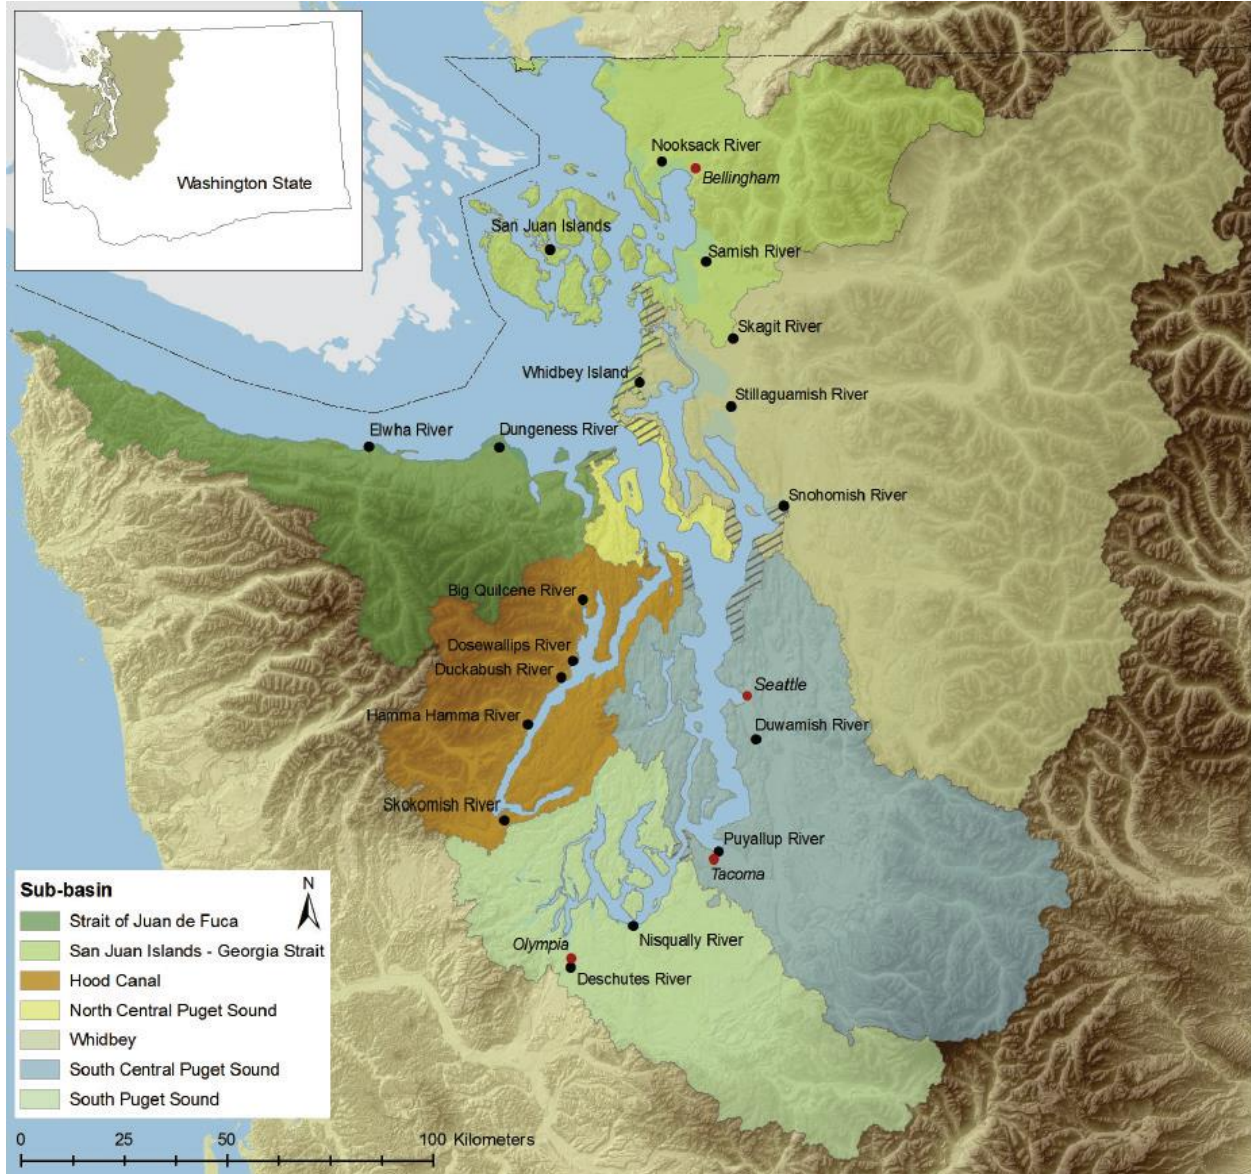 Washington State
Nooksack River
Bellingham
San Juan Islands
Samish River
Skagit River
Whidbey Island
Stillaguamish River
Elwha River
Dungeness River
Snohomish River
Big Quilcene River
Dosewallips River
Duckabush River
Seattle
Hamma Hamma River
Duwamish River
Skokomish River
Puyallup River
Tacoma
Nisqually River
Olympia
Deschutes River
Sub-basin
N
Strait of Juan de Fuca
San Juan Islands - Georgia Strait
Hood Canal
North Central Puget Sound
Whidbey
South Central Puget Sound
South Puget Sound
0 25 50 100 Kilometers